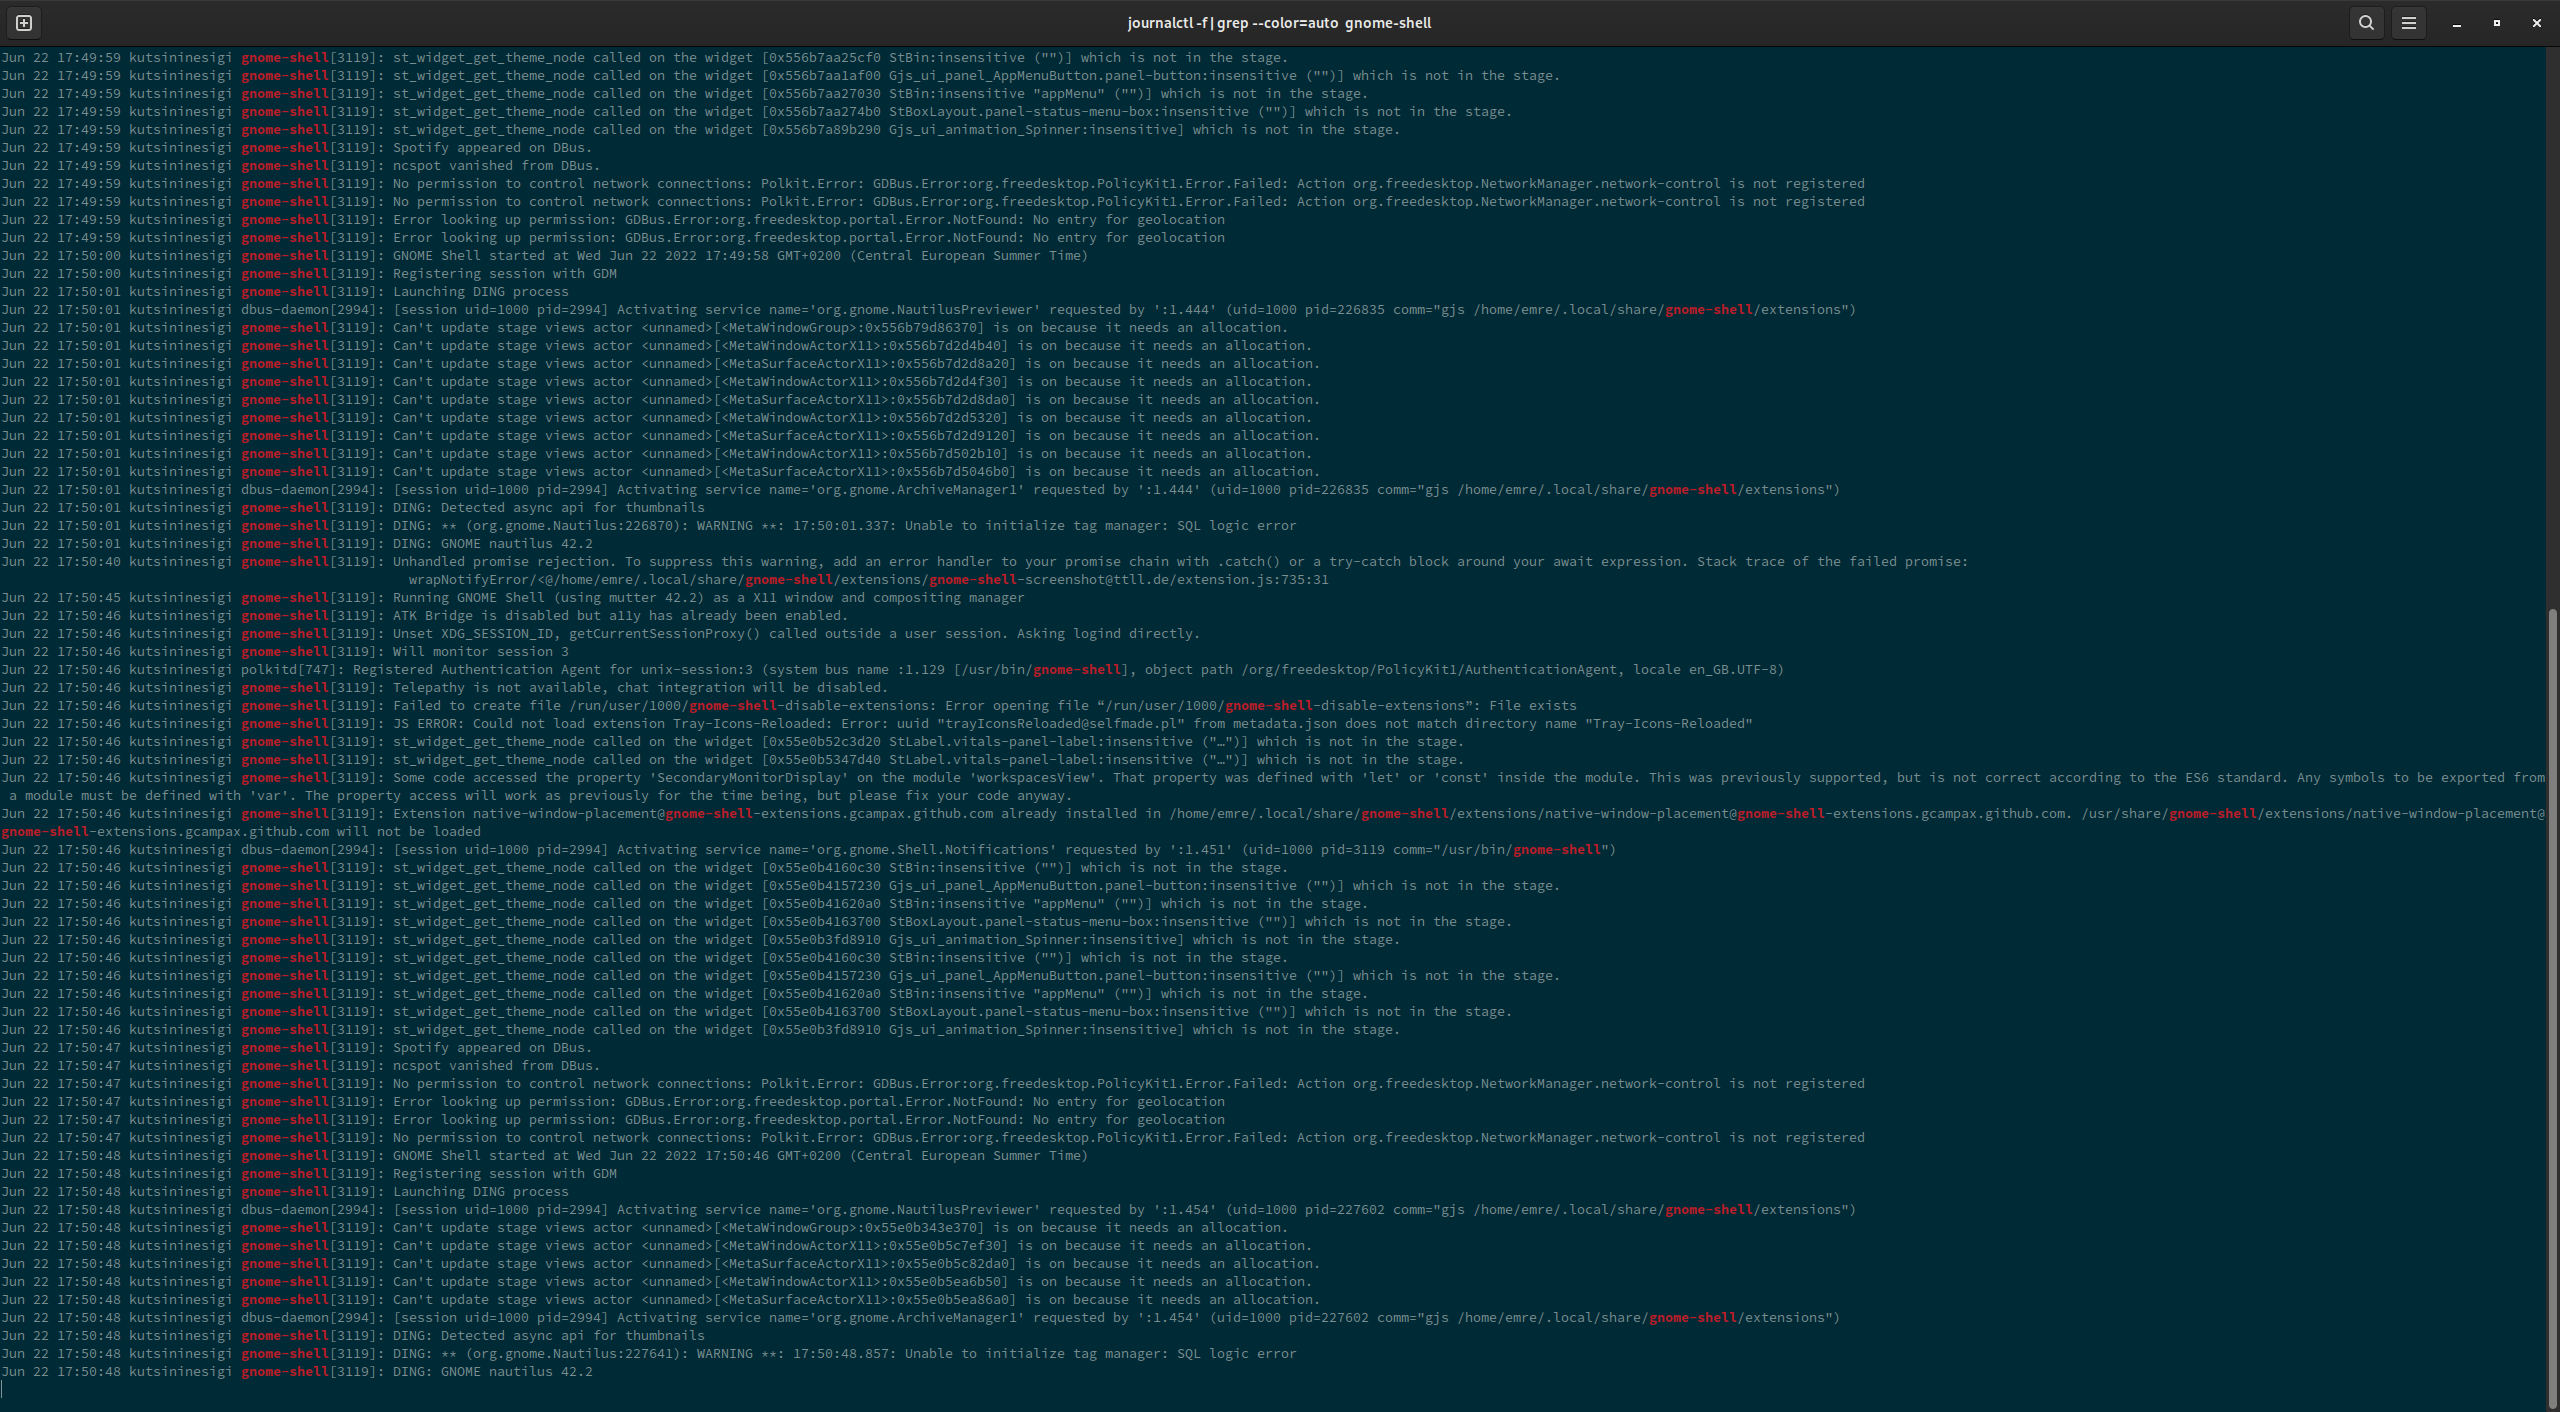 journalctl -f | grep --color=auto gnome-shell
Jun 22 17:49:59 kutsininesigi gnome-shell[3119]: st_widget_get_theme_node called on the widget [0x556b7aa25cf0 StBin:insensitive ("")] which is not in the stage.
Jun 22 17:49:59 kutsininesigi gnome-shell[3119]: st_widget_get_theme_node called on the widget [0x556b7aa1af00 Gjs_ui_panel_AppMenuButton.panel-button:insensitive ("")] which is not in the stage.
Jun 22 17:49:59 kutsininesigi gnome-shell[3119]: st_widget_get_theme_node called on the widget [0x556b7aa27030 StBin:insensitive "appMenu" ("")] which is not in the stage.
Jun 22 17:49:59 kutsininesigi gnome-shell[3119]: st_widget_get_theme_node called on the widget [0x556b7aa274b0 StBoxLayout.panel-status-menu-box:insensitive ("")] which is not in the stage.
Jun 22 17:49:59 kutsininesigi gnome-shell[3119]: st_widget_get_theme_node called on the widget [0x556b7a89b290 Gjs_ui_animation_Spinner:insensitive] which is not in the stage.
Jun 22 17:49:59 kutsininesigi gnome-shell[3119]: Spotify appeared on DBus.
Jun 22 17:49:59 kutsininesigi gnome-shell[3119]: ncspot vanished from DBus.
Jun 22 17:49:59 kutsininesigi gnome-shell[3119]: No permission to control network connections: Polkit.Error: GDBus.Error:org.freedesktop.PolicyKit1.Error.Failed: Action org.freedesktop.NetworkManager.network-control is not registered
Jun 22 17:49:59 kutsininesigi gnome-shell[3119]: No permission to control network connections: Polkit.Error: GDBus.Error:org.freedesktop.PolicyKit1.Error.Failed: Action org.freedesktop.NetworkManager.network-control is not registered
Jun 22 17:49:59 kutsininesigi gnome-shell[3119]: Error looking up permission: GDBus.Error:org.freedesktop.portal.Error.NotFound: No entry for geolocation
Jun 22 17:49:59 kutsininesigi gnome-shell[3119]: Error looking up permission: GDBus.Error:org.freedesktop.portal.Error.NotFound: No entry for geolocation
Jun 22 17:50:00 kutsininesigi gnome-shell[3119]: GNOME Shell started at Wed Jun 22 2022 17:49:58 GMT+0200 (Central European Summer Time)
Jun 22 17:50:00 kutsininesigi gnome-shell[3119]: Registering session with GDM
Jun 22 17:50:01 kutsininesigi gnome-shell[3119]: Launching DING process
Jun 22 17:50:01 kutsininesigi dbus-daemon[2994]: [session uid=1000 pid=2994] Activating service name='org.gnome.NautilusPreviewer' requested by ':1.444' (uid=1000 pid=226835 comm="gjs /home/emre/.local/share/gnome-shell/extensions")
Jun 22 17:50:01 kutsininesigi gnome-shell[3119]: Can't update stage views actor <unnamed>[<MetaWindowGroup>:0x556b79d86370] is on because it needs an allocation.
Jun 22 17:50:01 kutsininesigi gnome-shell[3119]: Can't update stage views actor <unnamed>[<MetaWindowActorX11>:0x556b7d2d4b40] is on because it needs an allocation.
Jun 22 17:50:01 kutsininesigi gnome-shell[3119]: Can't update stage views actor <unnamed>[<MetaSurfaceActorX11>:0x556b7d2d8a20] is on because it needs an allocation.
Jun 22 17:50:01 kutsininesigi gnome-shell[3119]: Can't update stage views actor <unnamed>[<MetaWindowActorX11>:0x556b7d2d4f30] is on because it needs an allocation.
Jun 22 17:50:01 kutsininesigi gnome-shell[3119]: Can't update stage views actor <unnamed>[<MetaSurfaceActorX11>:0x556b7d2d8da0] is on because it needs an allocation.
Jun 22 17:50:01 kutsininesigi gnome-shell[3119]: Can't update stage views actor <unnamed>[<MetaWindowActorX11>:0x556b7d2d5320] is on because it needs an allocation.
Jun 22 17:50:01 kutsininesigi gnome-shell[3119]: Can't update stage views actor <unnamed>[<MetaSurfaceActorX11>:0x556b7d2d9120] is on because it needs an allocation.
Jun 22 17:50:01 kutsininesigi gnome-shell[3119]: Can't update stage views actor <unnamed>[<MetaWindowActorX11>:0x556b7d502b10] is on because it needs an allocation.
Jun 22 17:50:01 kutsininesigi gnome-shell[3119]: Can't update stage views actor <unnamed>[<MetaSurfaceActorX11>:0x556b7d5046b0] is on because it needs an allocation.
Jun 22 17:50:01 kutsininesigi dbus-daemon[2994]: [session uid=1000 pid=2994] Activating service name='org.gnome.ArchiveManager1' requested by ':1.444' (uid=1000 pid=226835 comm="gjs /home/emre/.local/share/gnome-shell/extensions")
Jun 22 17:50:01 kutsininesigi gnome-shell[3119]: DING: Detected async api for thumbnails
Jun 22 17:50:01 kutsininesigi gnome-shell[3119]: DING: ** (org.gnome.Nautilus:226870): WARNING **: 17:50:01.337: Unable to initialize tag manager: SQL logic error
Jun 22 17:50:01 kutsininesigi gnome-shell[3119]: DING: GNOME nautilus 42.2
Jun 22 17:50:40 kutsininesigi gnome-shell[3119]: Unhandled promise rejection. To suppress this warning, add an error handler to your promise chain with .catch() or a try-catch block around your await expression. Stack trace of the failed promise:
wrapNotifyError/<@/home/emre/.local/share/gnome-shell/extensions/gnome-shell-screenshot@ttll.de/extension.js:735:31
Jun 22 17:50:45 kutsininesigi gnome-shell[3119]: Running GNOME Shell (using mutter 42.2) as a X11 window and compositing manager
Jun 22 17:50:46 kutsininesigi gnome-shell[3119]: ATK Bridge is disabled but a11y has already been enabled.
Jun 22 17:50:46 kutsininesigi gnome-shell[3119]: Unset XDG_SESSION_ID, getCurrentSessionProxy() called outside a user session. Asking logind directly.
Jun 22 17:50:46 kutsininesigi gnome-shell[3119]: Will monitor session 3
Jun 22 17:50:46 kutsininesigi polkitd[747]: Registered Authentication Agent for unix-session:3 (system bus name :1.129 [/usr/bin/gnome-shell], object path /org/freedesktop/PolicyKit1/AuthenticationAgent, locale en_GB.UTF-8)
Jun 22 17:50:46 kutsininesigi gnome-shell[3119]: Telepathy is not available, chat integration will be disabled.
Jun 22 17:50:46 kutsininesigi gnome-shell[3119]: Failed to create file /run/user/1000/gnome-shell-disable-extensions: Error opening file “/run/user/1000/gnome-shell-disable-extensions”: File exists
Jun 22 17:50:46 kutsininesigi gnome-shell[3119]: JS ERROR: Could not load extension Tray-Icons-Reloaded: Error: uuid "trayIconsReloaded@selfmade.pl" from metadata.json does not match directory name "Tray-Icons-Reloaded"
Jun 22 17:50:46 kutsininesigi gnome-shell[3119]: st_widget_get_theme_node called on the widget [0x55e0b52c3d20 StLabel.vitals-panel-label:insensitive ("…")] which is not in the stage.
Jun 22 17:50:46 kutsininesigi gnome-shell[3119]: st_widget_get_theme_node called on the widget [0x55e0b5347d40 StLabel.vitals-panel-label:insensitive ("…")] which is not in the stage.
Jun 22 17:50:46 kutsininesigi gnome-shell[3119]: Some code accessed the property 'SecondaryMonitorDisplay' on the module 'workspacesView'. That property was defined with 'let' or 'const' inside the module. This was previously supported, but is not correct according to the ES6 standard. Any symbols to be exported from
a module must be defined with 'var'. The property access will work as previously for the time being, but please fix your code anyway.
Jun 22 17:50:46 kutsininesigi gnome-shell[3119]: Extension native-window-placement@gnome-shell-extensions.gcampax.github.com already installed in /home/emre/.local/share/gnome-shell/extensions/native-window-placement@gnome-shell-extensions.gcampax.github.com. /usr/share/gnome-shell/extensions/native-window-placement@
gnome-shell-extensions.gcampax.github.com will not be loaded
Jun 22 17:50:46 kutsininesigi dbus-daemon[2994]: [session uid=1000 pid=2994] Activating service name='org.gnome.Shell.Notifications' requested by ':1.451' (uid=1000 pid=3119 comm="/usr/bin/gnome-shell")
Jun 22 17:50:46 kutsininesigi gnome-shell[3119]: st_widget_get_theme_node called on the widget [0x55e0b4160c30 StBin:insensitive ("")] which is not in the stage.
Jun 22 17:50:46 kutsininesigi gnome-shell[3119]: st_widget_get_theme_node called on the widget [0x55e0b4157230 Gjs_ui_panel_AppMenuButton.panel-button:insensitive ("")] which is not in the stage.
Jun 22 17:50:46 kutsininesigi gnome-shell[3119]: st_widget_get_theme_node called on the widget [0x55e0b41620a0 StBin:insensitive "appMenu" ("")] which is not in the stage.
Jun 22 17:50:46 kutsininesigi gnome-shell[3119]: st_widget_get_theme_node called on the widget [0x55e0b4163700 StBoxLayout.panel-status-menu-box:insensitive ("")] which is not in the stage.
Jun 22 17:50:46 kutsininesigi gnome-shell[3119]: st_widget_get_theme_node called on the widget [0x55e0b3fd8910 Gjs_ui_animation_Spinner:insensitive] which is not in the stage.
Jun 22 17:50:46 kutsininesigi gnome-shell[3119]: st_widget_get_theme_node called on the widget [0x55e0b4160c30 StBin:insensitive ("")] which is not in the stage.
Jun 22 17:50:46 kutsininesigi gnome-shell[3119]: st_widget_get_theme_node called on the widget [0x55e0b4157230 Gjs_ui_panel_AppMenuButton.panel-button:insensitive ("")] which is not in the stage.
Jun 22 17:50:46 kutsininesigi gnome-shell[3119]: st_widget_get_theme_node called on the widget [0x55e0b41620a0 StBin:insensitive "appMenu" ("")] which is not in the stage.
Jun 22 17:50:46 kutsininesigi gnome-shell[3119]: st_widget_get_theme_node called on the widget [0x55e0b4163700 StBoxLayout.panel-status-menu-box:insensitive ("")] which is not in the stage.
Jun 22 17:50:46 kutsininesigi gnome-shell[3119]: st_widget_get_theme_node called on the widget [0x55e0b3fd8910 Gjs_ui_animation_Spinner:insensitive] which is not in the stage.
Jun 22 17:50:47 kutsininesigi gnome-shell[3119]: Spotify appeared on DBus.
Jun 22 17:50:47 kutsininesigi gnome-shell[3119]: ncspot vanished from DBus.
Jun 22 17:50:47 kutsininesigi gnome-shell[3119]: No permission to control network connections: Polkit.Error: GDBus.Error:org.freedesktop.PolicyKit1.Error.Failed: Action org.freedesktop.NetworkManager.network-control is not registered
Jun 22 17:50:47 kutsininesigi gnome-shell[3119]: Error looking up permission: GDBus.Error:org.freedesktop.portal.Error.NotFound: No entry for geolocation
Jun 22 17:50:47 kutsininesigi gnome-shell[3119]: Error looking up permission: GDBus.Error:org.freedesktop.portal.Error.NotFound: No entry for geolocation
Jun 22 17:50:47 kutsininesigi gnome-shell[3119]: No permission to control network connections: Polkit.Error: GDBus.Error:org.freedesktop.PolicyKit1.Error.Failed: Action org.freedesktop.NetworkManager.network-control is not registered
Jun 22 17:50:48 kutsininesigi gnome-shell[3119]: GNOME Shell started at Wed Jun 22 2022 17:50:46 GMT+0200 (Central European Summer Time)
Jun 22 17:50:48 kutsininesigi gnome-shell[3119]: Registering session with GDM
Jun 22 17:50:48 kutsininesigi gnome-shell[3119]: Launching DING process
Jun 22 17:50:48 kutsininesigi dbus-daemon[2994]: [session uid=1000 pid=2994] Activating service name='org.gnome.NautilusPreviewer' requested by ':1.454' (uid=1000 pid=227602 comm="gjs /home/emre/.local/share/gnome-shell/extensions")
Jun 22 17:50:48 kutsininesigi gnome-shell[3119]: Can't update stage views actor <unnamed>[<MetaWindowGroup>:0x55e0b343e370] is on because it needs an allocation.
Jun 22 17:50:48 kutsininesigi gnome-shell[3119]: Can't update stage views actor <unnamed>[<MetaWindowActorX11>:0x55e0b5c7ef30] is on because it needs an allocation.
Jun 22 17:50:48 kutsininesigi gnome-shell[3119]: Can't update stage views actor <unnamed>[<MetaSurfaceActorX11>:0x55e0b5c82da0] is on because it needs an allocation.
Jun 22 17:50:48 kutsininesigi gnome-shell[3119]: Can't update stage views actor <unnamed>[<MetaWindowActorX11>:0x55e0b5ea6b50] is on because it needs an allocation.
Jun 22 17:50:48 kutsininesigi gnome-shell[3119]: Can't update stage views actor <unnamed>[<MetaSurfaceActorX11>:0x55e0b5ea86a0] is on because it needs an allocation.
Jun 22 17:50:48 kutsininesigi dbus-daemon[2994]: [session uid=1000 pid=2994] Activating service name='org.gnome.ArchiveManager1' requested by ':1.454' (uid=1000 pid=227602 comm="gjs /home/emre/.local/share/gnome-shell/extensions")
Jun 22 17:50:48 kutsininesigi gnome-shell[3119]: DING: Detected async api for thumbnails
Jun 22 17:50:48 kutsininesigi gnome-shell[3119]: DING: ** (org.gnome.Nautilus:227641): WARNING **: 17:50:48.857: Unable to initialize tag manager: SQL logic error
Jun 22 17:50:48 kutsininesigi gnome-shell[3119]: DING: GNOME nautilus 42.2